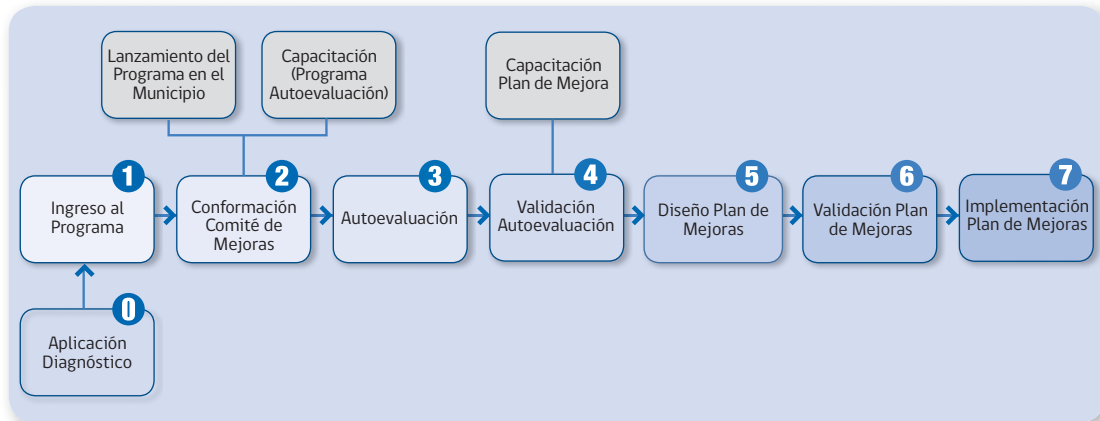 Lanzamiento del
Programa en el
Municipio
Capacitación
(Programa
Autoevaluación)
Capacitación
Plan de Mejora
1
Ingreso al
Programa
2
Conformación
Comité de
Mejoras
3
Autoevaluación
4
Validación
Autoevaluación
5
Diseño Plan de
Mejoras
6
Validación Plan
de Mejoras
7
Implementación
Plan de Mejoras
0
Aplicación
Diagnóstico